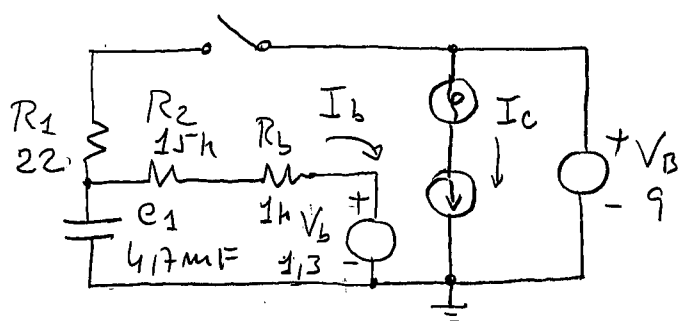 R1
22
R2
15k
Rb
1k
Ib
Ic
C1
4,7mF
+
Vb
1,3
-
+
VB
-
9